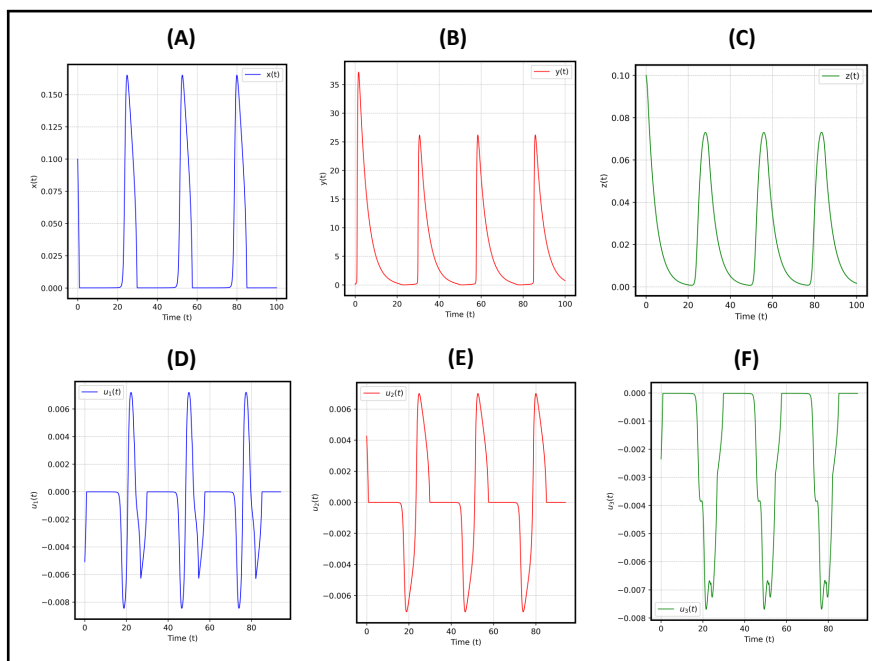 (A)
(B)
(C)
x(t)
0.150
0.125
0.100
0.075
0.050
0.025
0.000
x(t)
0 20 40 60 80 100
Time (t)
y(t)
35
30
25
20
15
10
5
0
y(t)
0 20 40 60 80 100
Time (t)
z(t)
0.10
0.08
0.06
0.04
0.02
0.00
z(t)
0 20 40 60 80 100
Time (t)
(D)
(E)
(F)
u₁(t)
0.006
0.004
0.002
0.000
−0.002
−0.004
−0.006
−0.008
u₁(t)
0 20 40 60 80
Time (t)
u₂(t)
0.006
0.004
0.002
0.000
−0.002
−0.004
−0.006
u₂(t)
0 20 40 60 80
Time (t)
0.000
−0.001
−0.002
−0.003
−0.004
−0.005
−0.006
−0.007
−0.008
u₃(t)
u₃(t)
0 20 40 60 80
Time (t)